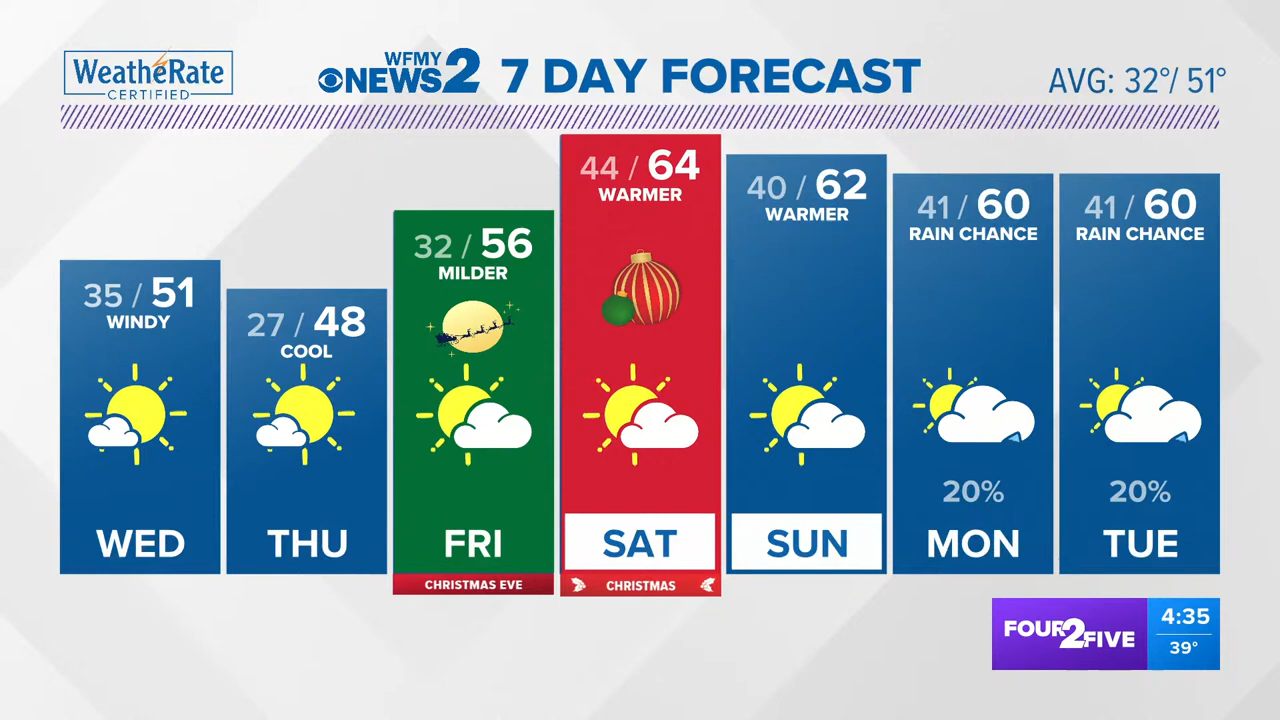 WeatheRate
CERTIFIED
WFMY
NEWS 2
7 DAY FORECAST
AVG: 32°/ 51°
35 / 51
WINDY
WED
27 / 48
COOL
THU
32 / 56
MILDER
FRI
CHRISTMAS EVE
44 / 64
WARMER
SAT
CHRISTMAS
40 / 62
WARMER
SUN
41 / 60
RAIN CHANCE
20%
MON
41 / 60
RAIN CHANCE
20%
TUE
FOUR2FIVE
4:35
39°